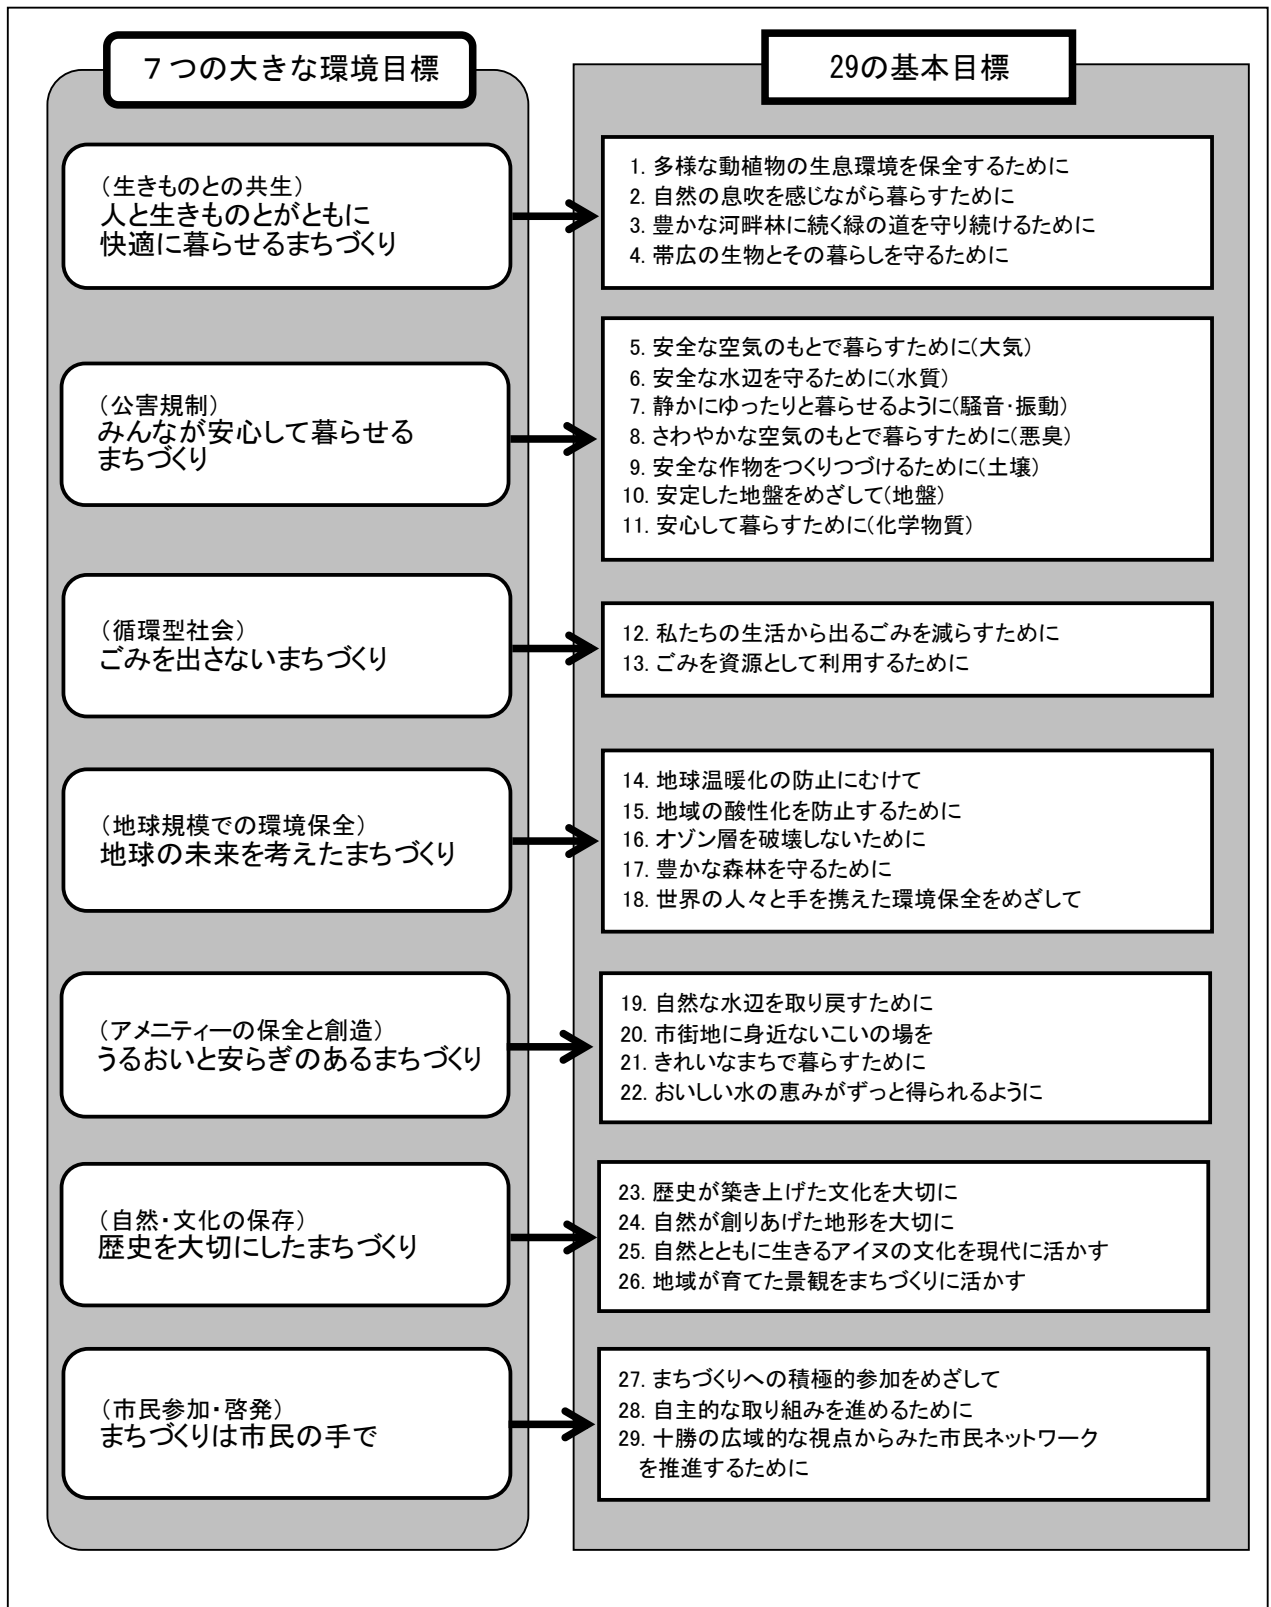 ７つの大きな環境目標
29の基本目標
（生きものとの共生）
人と生きものとがともに
快適に暮らせるまちづくり
1. 多様な動植物の生息環境を保全するために
2. 自然の息吹を感じながら暮らすために
3. 豊かな河畔林に続く緑の道を守り続けるために
4. 帯広の生物とその暮らしを守るために
（公害規制）
みんなが安心して暮らせる
まちづくり
5. 安全な空気のもとで暮らすために(大気)
6. 安全な水辺を守るために(水質)
7. 静かにゆったりと暮らせるように(騒音・振動)
8. さわやかな空気のもとで暮らすために(悪臭)
9. 安全な作物をつくりつづけるために(土壌)
10. 安定した地盤をめざして(地盤)
11. 安心して暮らすために(化学物質)
（循環型社会）
ごみを出さないまちづくり
12. 私たちの生活から出るごみを減らすために
13. ごみを資源として利用するために
（地球規模での環境保全）
地球の未来を考えたまちづくり
14. 地球温暖化の防止にむけて
15. 地域の酸性化を防止するために
16. オゾン層を破壊しないために
17. 豊かな森林を守るために
18. 世界の人々と手を携えた環境保全をめざして
（アメニティーの保全と創造）
うるおいと安らぎのあるまちづくり
19. 自然な水辺を取り戻すために
20. 市街地に身近ないこいの場を
21. きれいなまちで暮らすために
22. おいしい水の恵みがずっと得られるように
（自然・文化の保存）
歴史を大切にしたまちづくり
23. 歴史が築き上げた文化を大切に
24. 自然が創りあげた地形を大切に
25. 自然とともに生きるアイヌの文化を現代に活かす
26. 地域が育てた景観をまちづくりに活かす
（市民参加・啓発）
まちづくりは市民の手で
27. まちづくりへの積極的参加をめざして
28. 自主的な取り組みを進めるために
29. 十勝の広域的な視点からみた市民ネットワーク
を推進するために